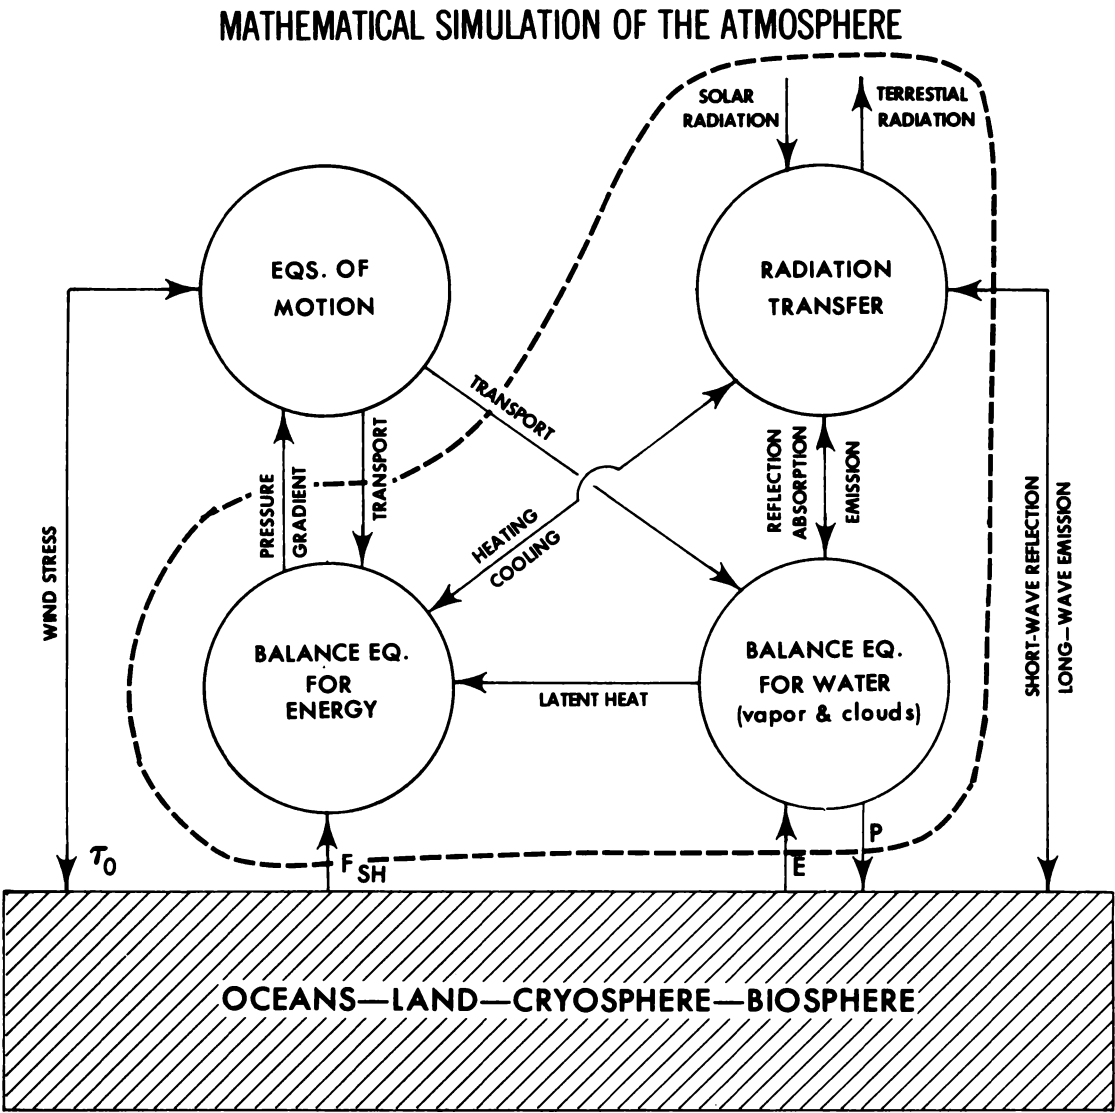 MATHEMATICAL SIMULATION OF THE ATMOSPHERE
SOLAR
RADIATION
TERRESTIAL
RADIATION
EQS. OF
MOTION
RADIATION
TRANSFER
TRANSPORT
PRESSURE
GRADIENT
TRANSPORT
REFLECTION
ABSORPTION
EMISSION
HEATING
COOLING
WIND STRESS
SHORT-WAVE REFLECTION
LONG-WAVE EMISSION
BALANCE EQ.
FOR
ENERGY
BALANCE EQ.
FOR WATER
(vapor & clouds)
LATENT HEAT
τ0
FSH
E
P
OCEANS—LAND—CRYOSPHERE—BIOSPHERE